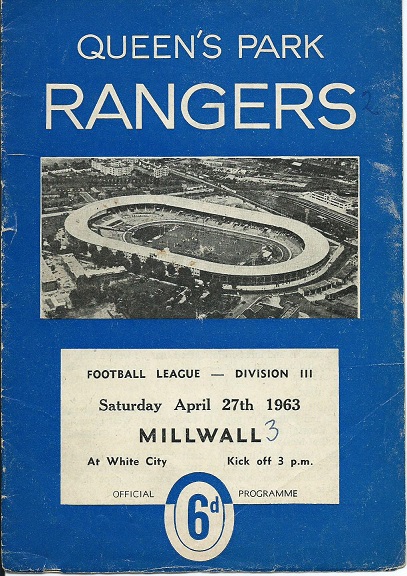 QUEEN'S PARK
RANGERS 2
FOOTBALL LEAGUE — DIVISION III
Saturday April 27th 1963
MILLWALL 3
At White City Kick off 3 p.m.
OFFICIAL PROGRAMME
6d